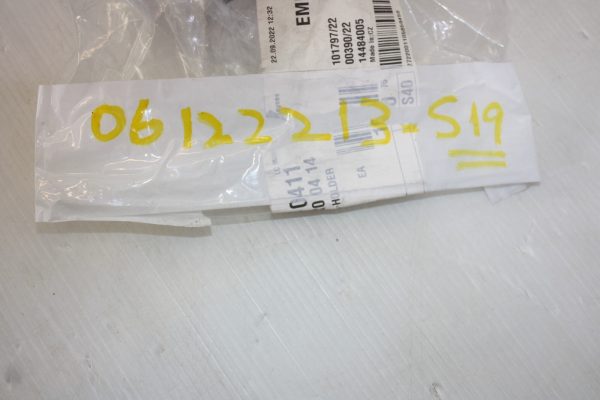 22.09.2022 12:32
EM
101797/22
00390/22
14484005
Made in: CZ
06122213-S19
S40
0411
0 04 14
HOLDER
EA